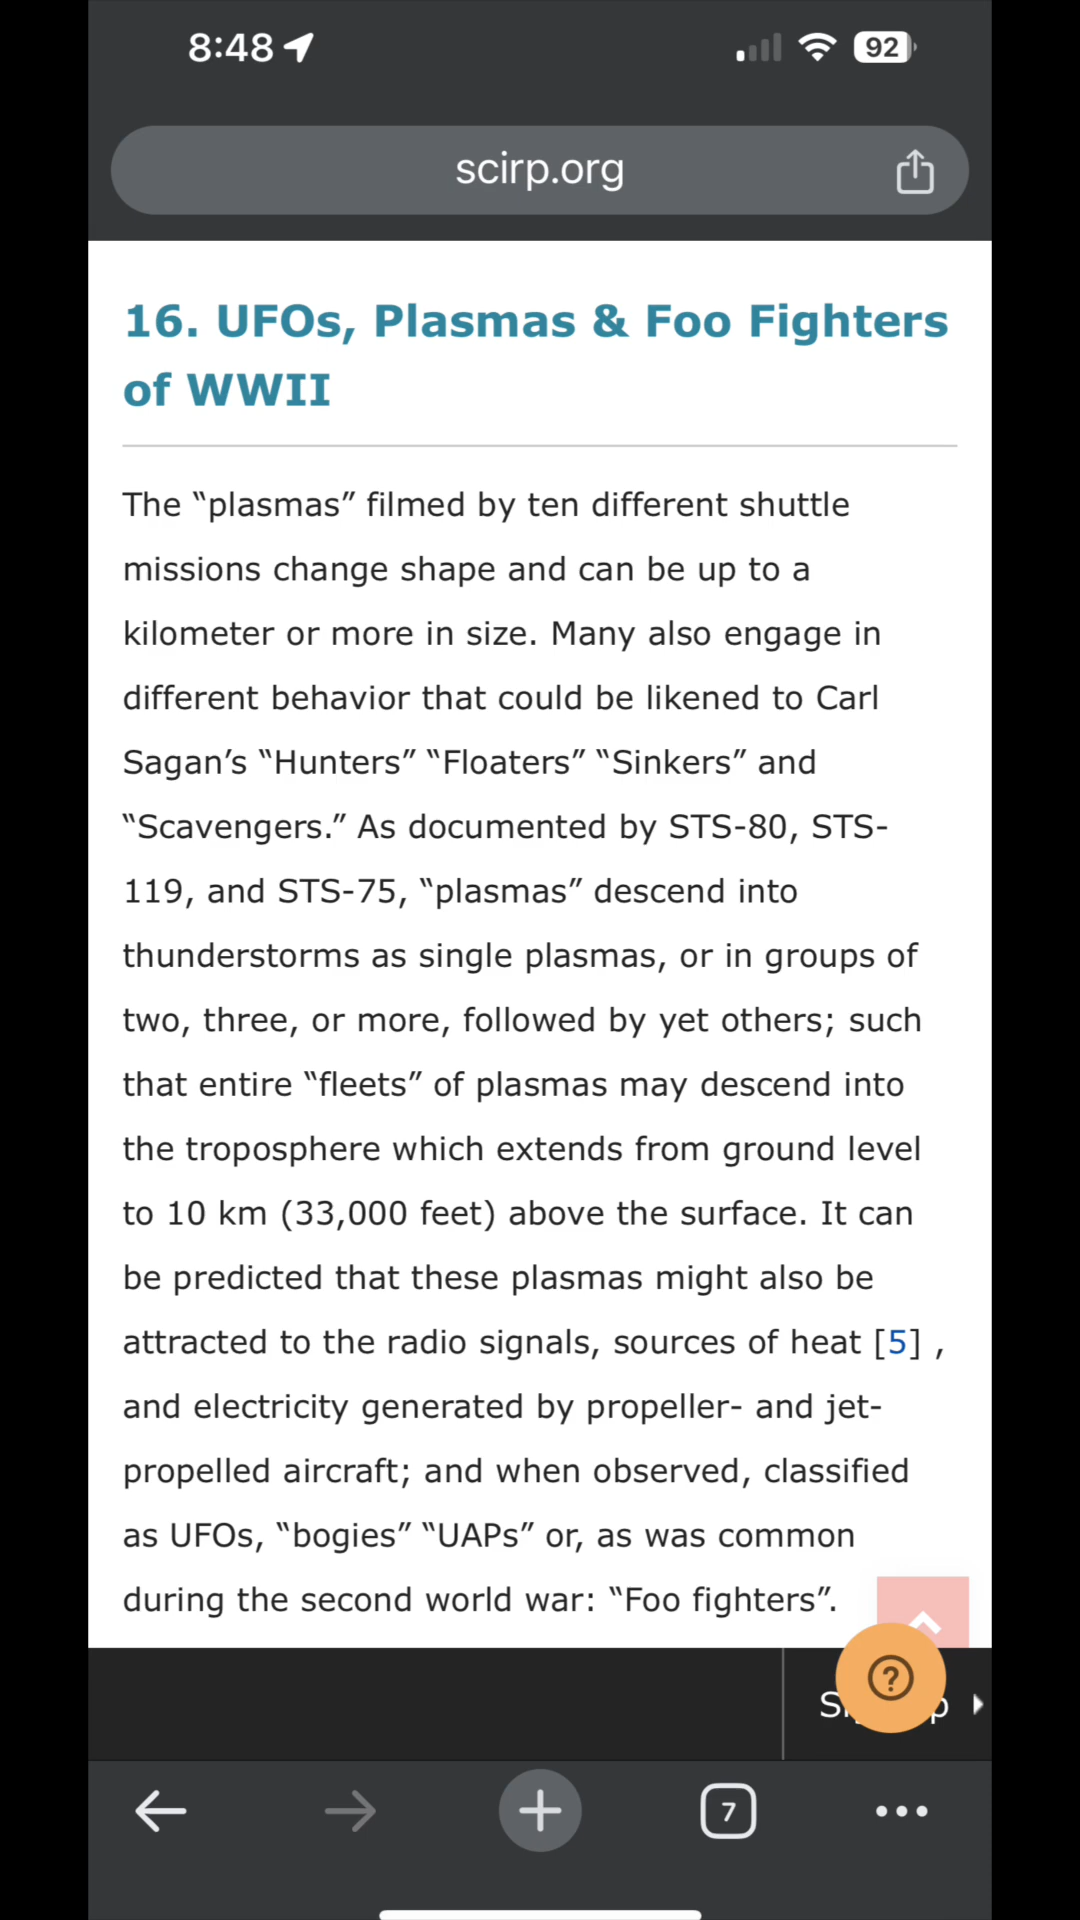 8:48
92
scirp.org
16. UFOs, Plasmas & Foo Fighters
of WWII
The “plasmas” filmed by ten different shuttle
missions change shape and can be up to a
kilometer or more in size. Many also engage in
different behavior that could be likened to Carl
Sagan’s “Hunters” “Floaters” “Sinkers” and
“Scavengers.” As documented by STS-80, STS-
119, and STS-75, “plasmas” descend into
thunderstorms as single plasmas, or in groups of
two, three, or more, followed by yet others; such
that entire “fleets” of plasmas may descend into
the troposphere which extends from ground level
to 10 km (33,000 feet) above the surface. It can
be predicted that these plasmas might also be
attracted to the radio signals, sources of heat [5] ,
and electricity generated by propeller- and jet-
propelled aircraft; and when observed, classified
as UFOs, “bogies” “UAPs” or, as was common
during the second world war: “Foo fighters”.
?
7